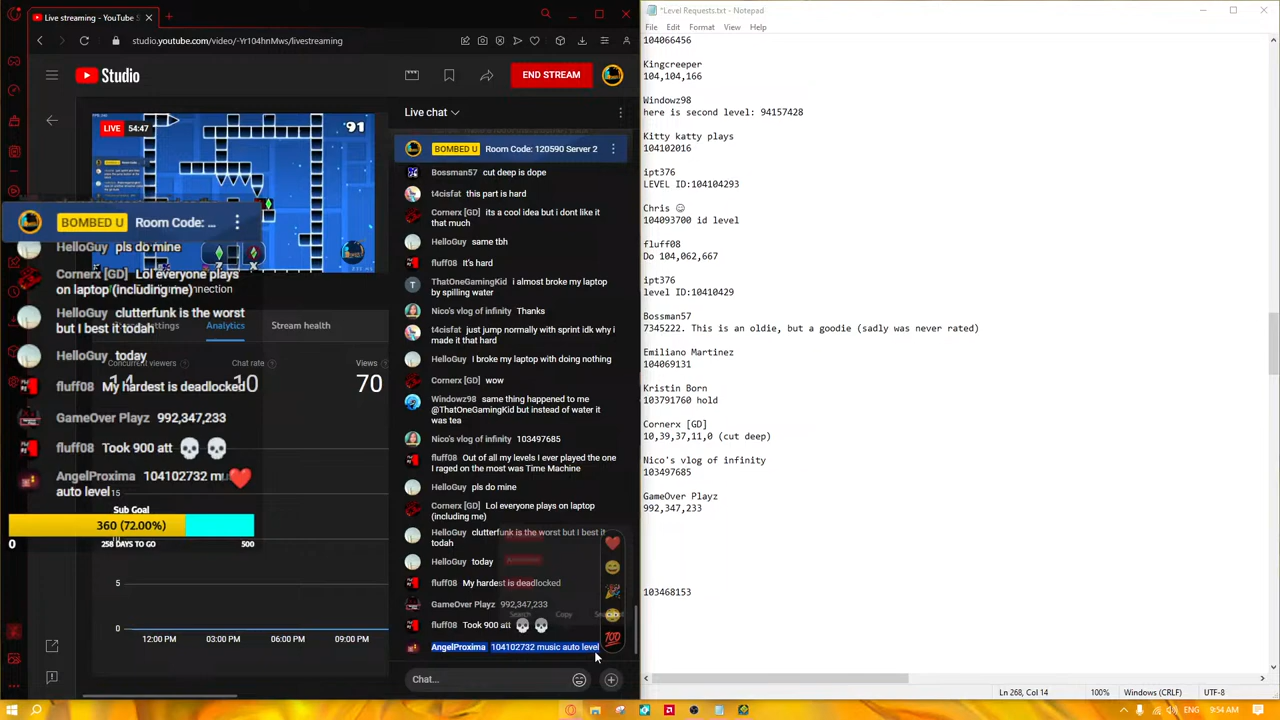 Live streaming - YouTube S
studio.youtube.com/video/-Yr104hnMws/livestreaming
Studio
END STREAM
LIVE 54:47
91
Live chat
BOMBED U Room Code: 120590 Server 2
Bossman57 cut deep is dope
t4cisfat this part is hard
Cornerx [GD] its a cool idea but i dont like it
that much
HelloGuy same tbh
fluff08 It's hard
ThatOneGamingKid i almost broke my laptop
by spilling water
Nico's vlog of infinity Thanks
t4cisfat just jump normally with sprint idk why i
made it that hard
HelloGuy I broke my laptop with doing nothing
Cornerx [GD] wow
Windowz98 same thing happened to me
@ThatOneGamingKid but instead of water it
was tea
Nico's vlog of infinity 103497685
fluff08 Out of all my levels I ever played the one
I raged on the most was Time Machine
HelloGuy pls do mine
Cornerx [GD] Lol everyone plays on laptop
(including me)
HelloGuy clutterfunk is the worst but I best it
todah
HelloGuy today
fluff08 My hardest is deadlocked
GameOver Playz 992,347,233
fluff08 Took 900 att 💀 💀
AngelProxima 104102732 music auto level
Search Copy
Chat...
BOMBED U Room Code: ...
HelloGuy pls do mine
Cornerx [GD] Lol everyone plays
on laptop (including me)
HelloGuy clutterfunk is the worst
but I best it todah
HelloGuy today
fluff08 My hardest is deadlocked
GameOver Playz 992,347,233
fluff08 Took 900 att 💀 💀
AngelProxima 104102732 mu
auto level
Analytics
Stream health
Concurrent viewers
14
Chat rate
10
Views
70
15
Sub Goal
360 (72.00%)
0
258 DAYS TO GO
500
5
0
12:00 PM 03:00 PM 06:00 PM 09:00 PM
*Level Requests.txt - Notepad
File Edit Format View Help
104066456
Kingcreeper
104,104,166
Windowz98
here is second level: 94157428
Kitty katty plays
104102016
ipt376
LEVEL ID:104104293
Chris ☺
104093700 id level
fluff08
Do 104,062,667
ipt376
level ID:10410429
Bossman57
7345222. This is an oldie, but a goodie (sadly was never rated)
Emiliano Martinez
104069131
Kristin Born
103791760 hold
Cornerx [GD]
10,39,37,11,0 (cut deep)
Nico's vlog of infinity
103497685
GameOver Playz
992,347,233
103468153
Ln 268, Col 14
100%
Windows (CRLF)
UTF-8
ENG 9:54 AM